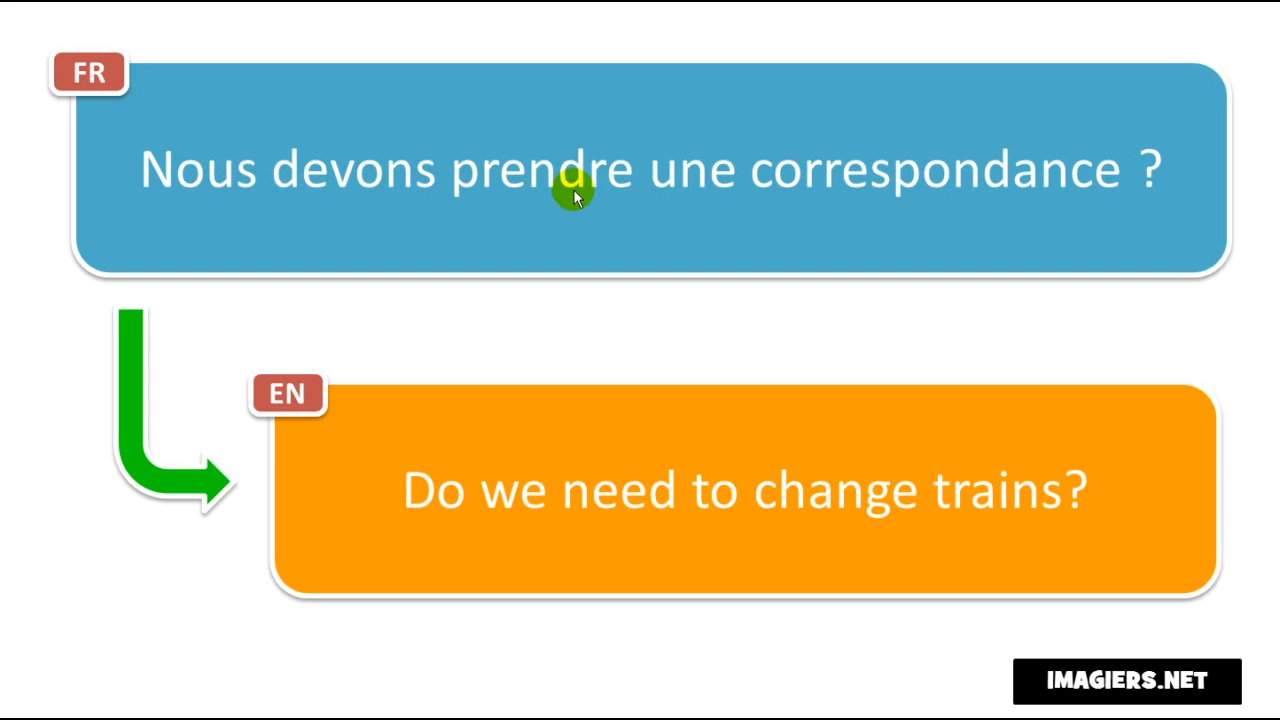 FR
Nous devons prendre une correspondance ?
EN
Do we need to change trains?
IMAGIERS.NET